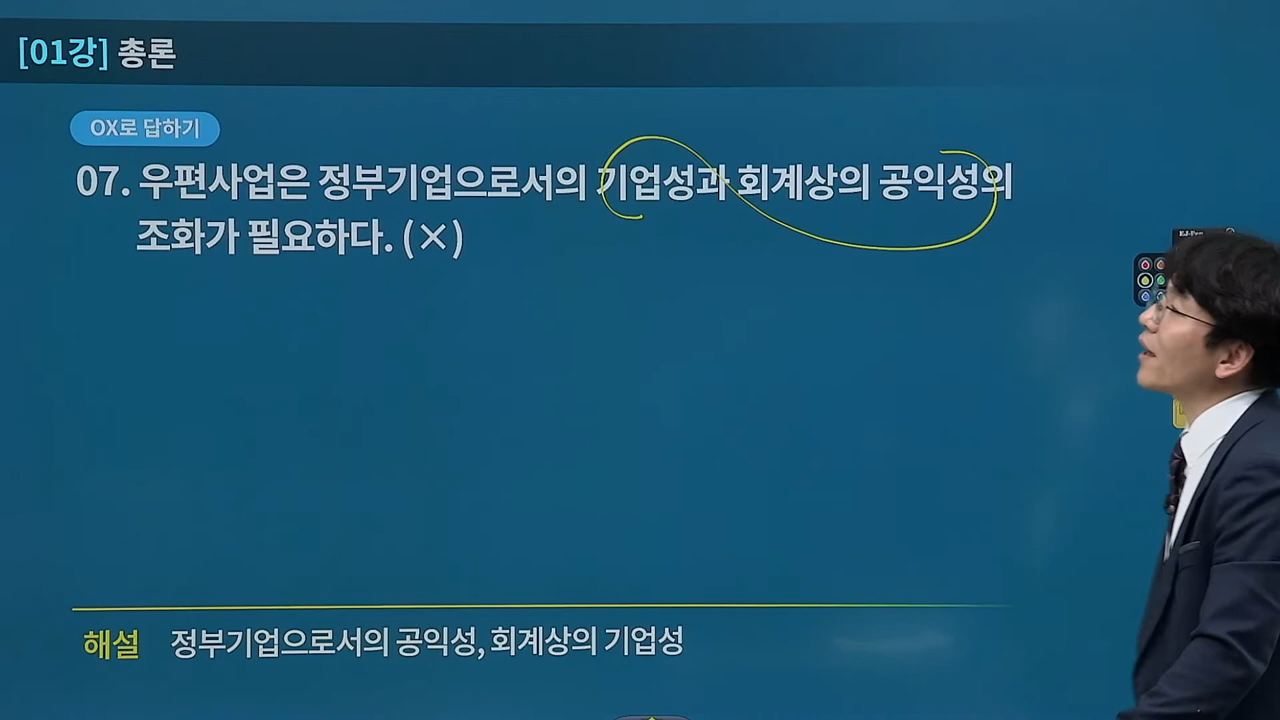 [01강] 총론
OX로 답하기
07. 우편사업은 정부기업으로서의 기업성과 회계상의 공익성의
조화가 필요하다. (×)
해설 정부기업으로서의 공익성, 회계상의 기업성